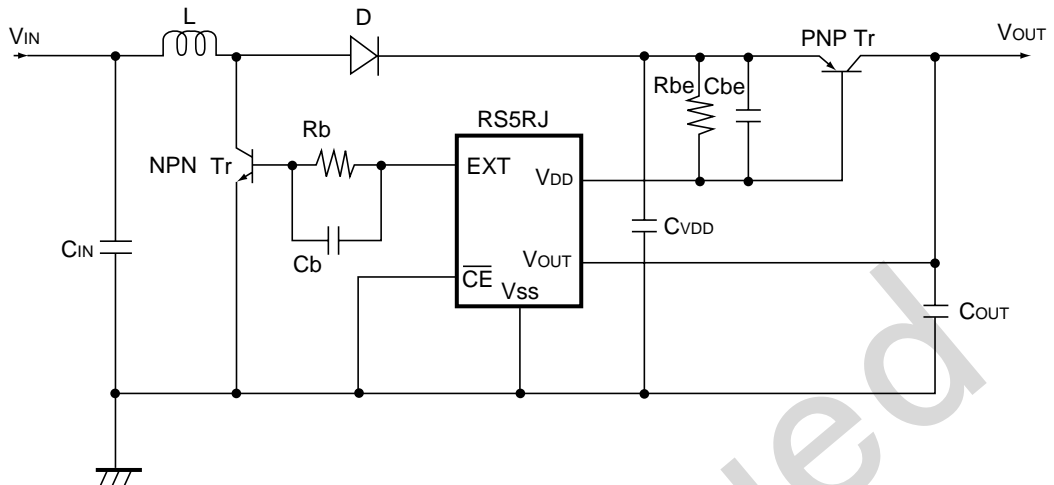 L
D
VIN
PNP Tr
VOUT
Rbe
Cbe
RS5RJ
Rb
EXT
NPN Tr
VDD
CIN
CVDD
Cb
VOUT
CE
Vss
COUT